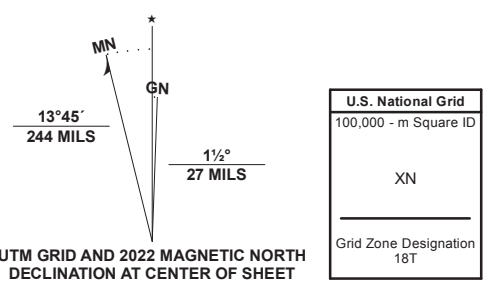 MN
GN
13°45´
244 MILS
1½°
27 MILS
UTM GRID AND 2022 MAGNETIC NORTH
DECLINATION AT CENTER OF SHEET
U.S. National Grid
100,000 - m Square ID
XN
Grid Zone Designation
18T